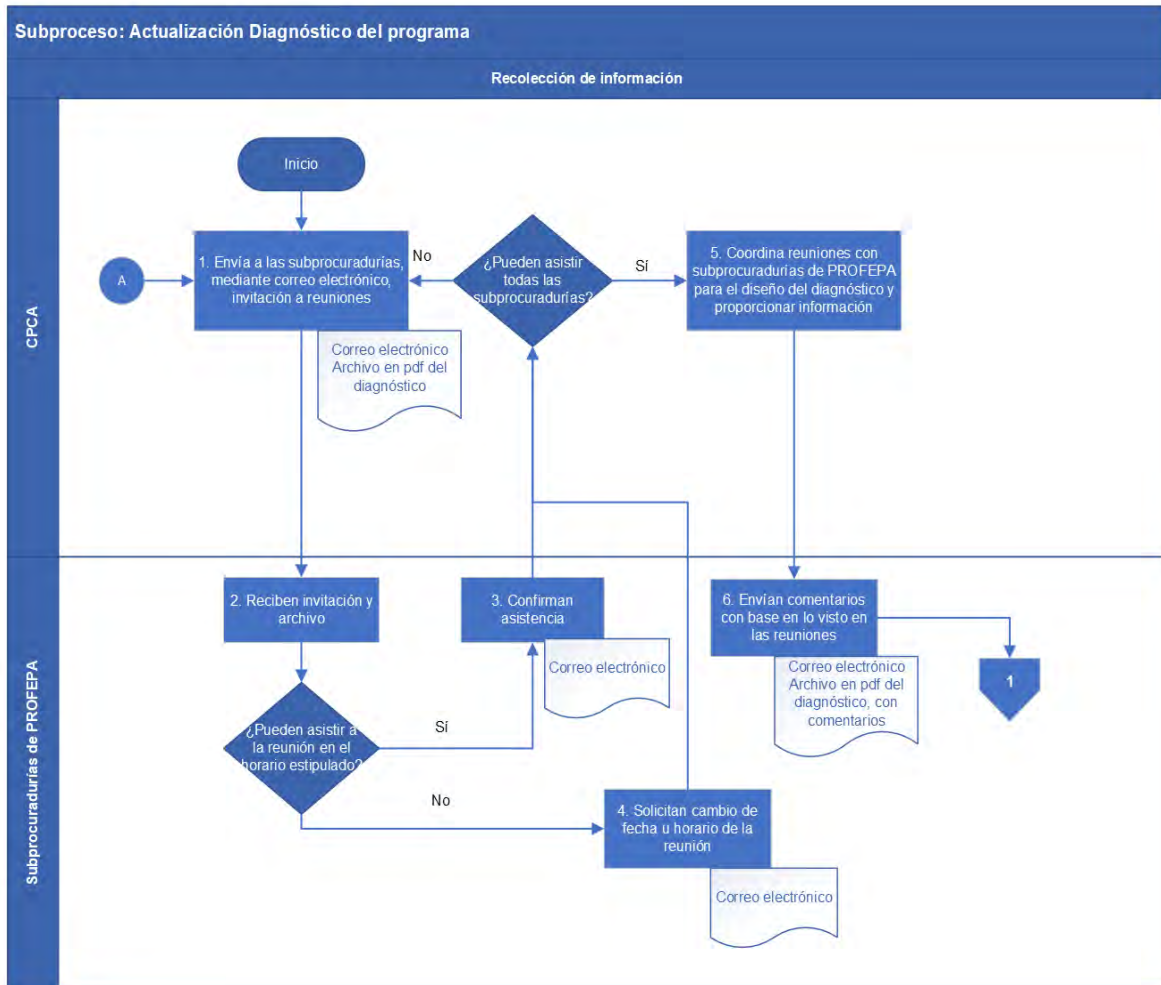 Subproceso: Actualización Diagnóstico del programa
Recolección de información
CPCA
Inicio
A
1. Envía a las subprocuradurías,
mediante correo electrónico,
invitación a reuniones
Correo electrónico
Archivo en pdf del
diagnóstico
No
¿Pueden asistir
todas las
subprocuradurías?
Sí
5. Coordina reuniones con
subprocuradurías de PROFEPA
para el diseño del diagnóstico y
proporcionar información
Subprocuradurías de PROFEPA
2. Reciben invitación y
archivo
¿Pueden asistir a
la reunión en el
horario estipulado?
Sí
No
3. Confirman
asistencia
Correo electrónico
4. Solicitan cambio de
fecha u horario de la
reunión
Correo electrónico
6. Envían comentarios
con base en lo visto en
las reuniones
Correo electrónico
Archivo en pdf del
diagnóstico, con
comentarios
1